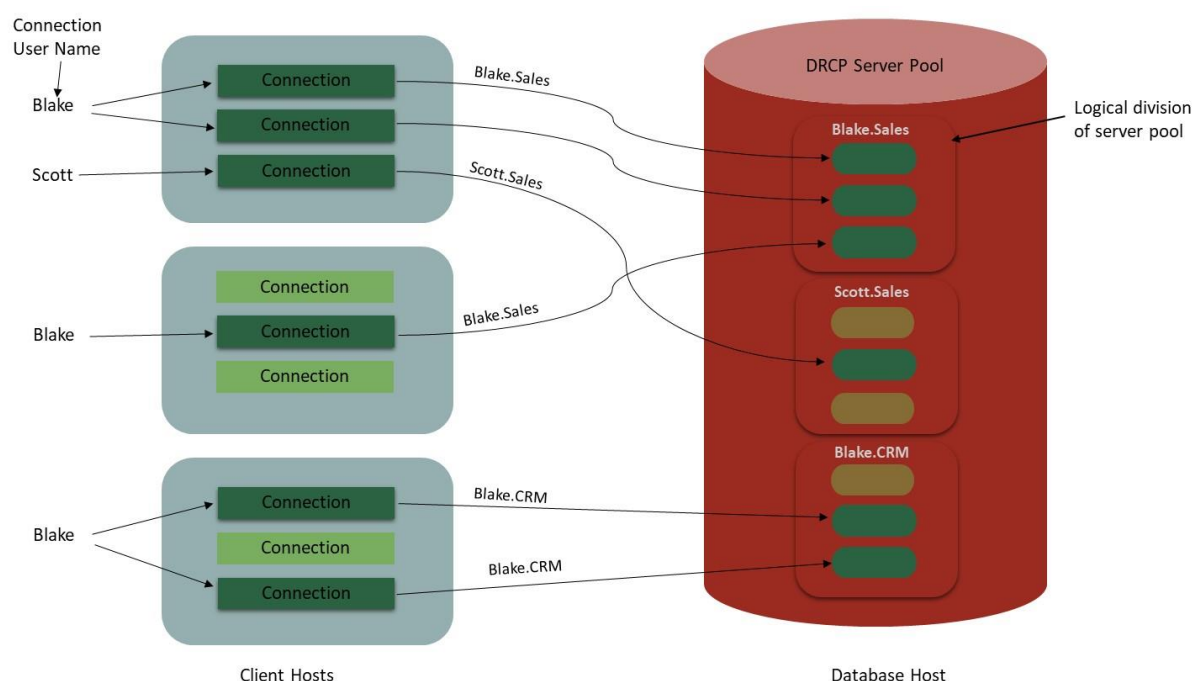 Connection
User Name
Blake
Scott
Connection
Connection
Connection
Blake.Sales
Scott.Sales
Blake
Connection
Connection
Connection
Blake.Sales
Blake
Connection
Connection
Connection
Blake.CRM
Blake.CRM
Client Hosts
DRCP Server Pool
Blake.Sales
Scott.Sales
Blake.CRM
Logical division
of server pool
Database Host